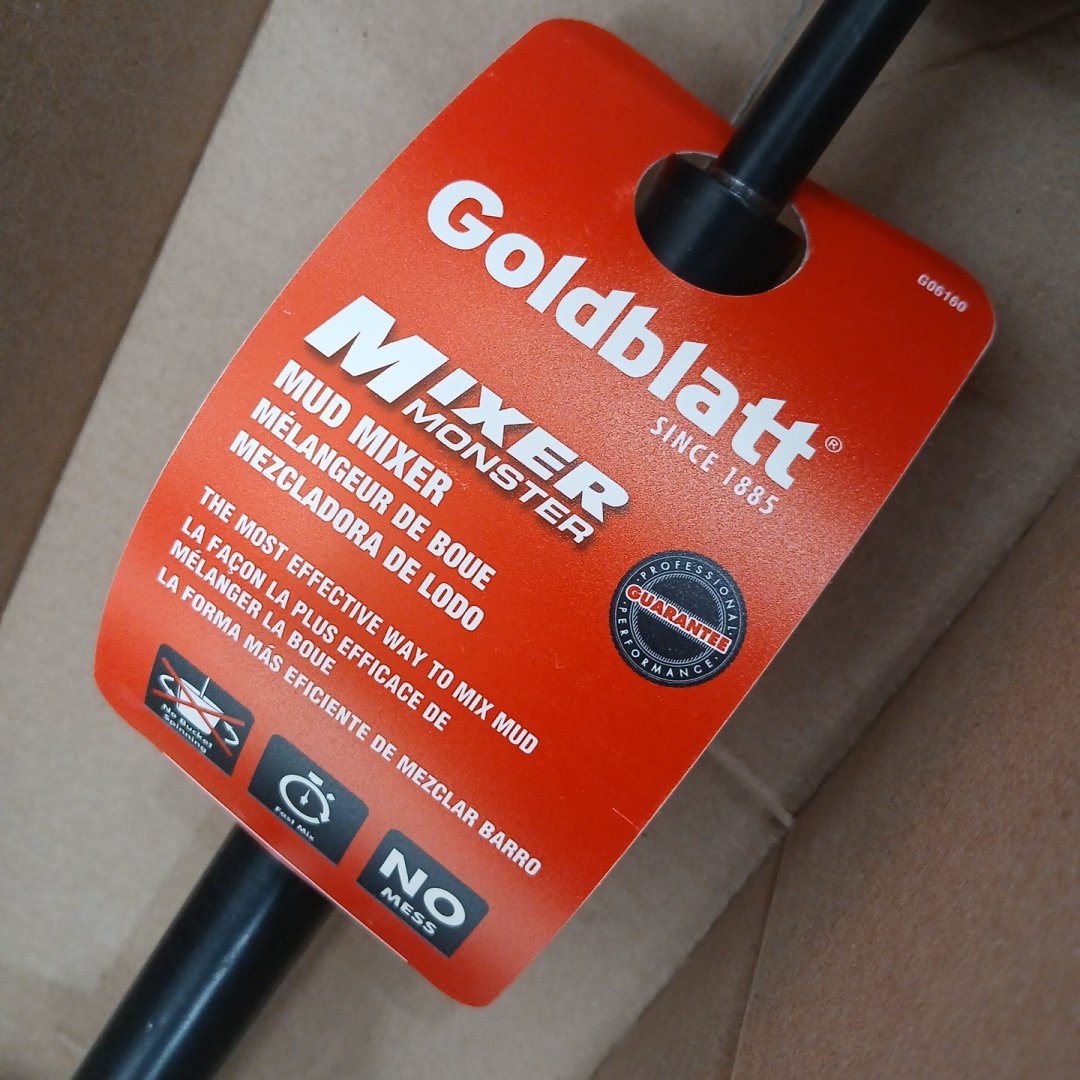 G06160
Goldblatt®
SINCE 1885
MIXER
MONSTER
MUD MIXER
MÉLANGEUR DE BOUE
MEZCLADORA DE LODO
THE MOST EFFECTIVE WAY TO MIX MUD
LA FAÇON LA PLUS EFFICACE DE
MÉLANGER LA BOUE
LA FORMA MÁS EFICIENTE DE MEZCLAR BARRO
PROFESSIONAL
GUARANTEE
PERFORMANCE
No Bucket
Spinning
Fast Mix
NO
MESS